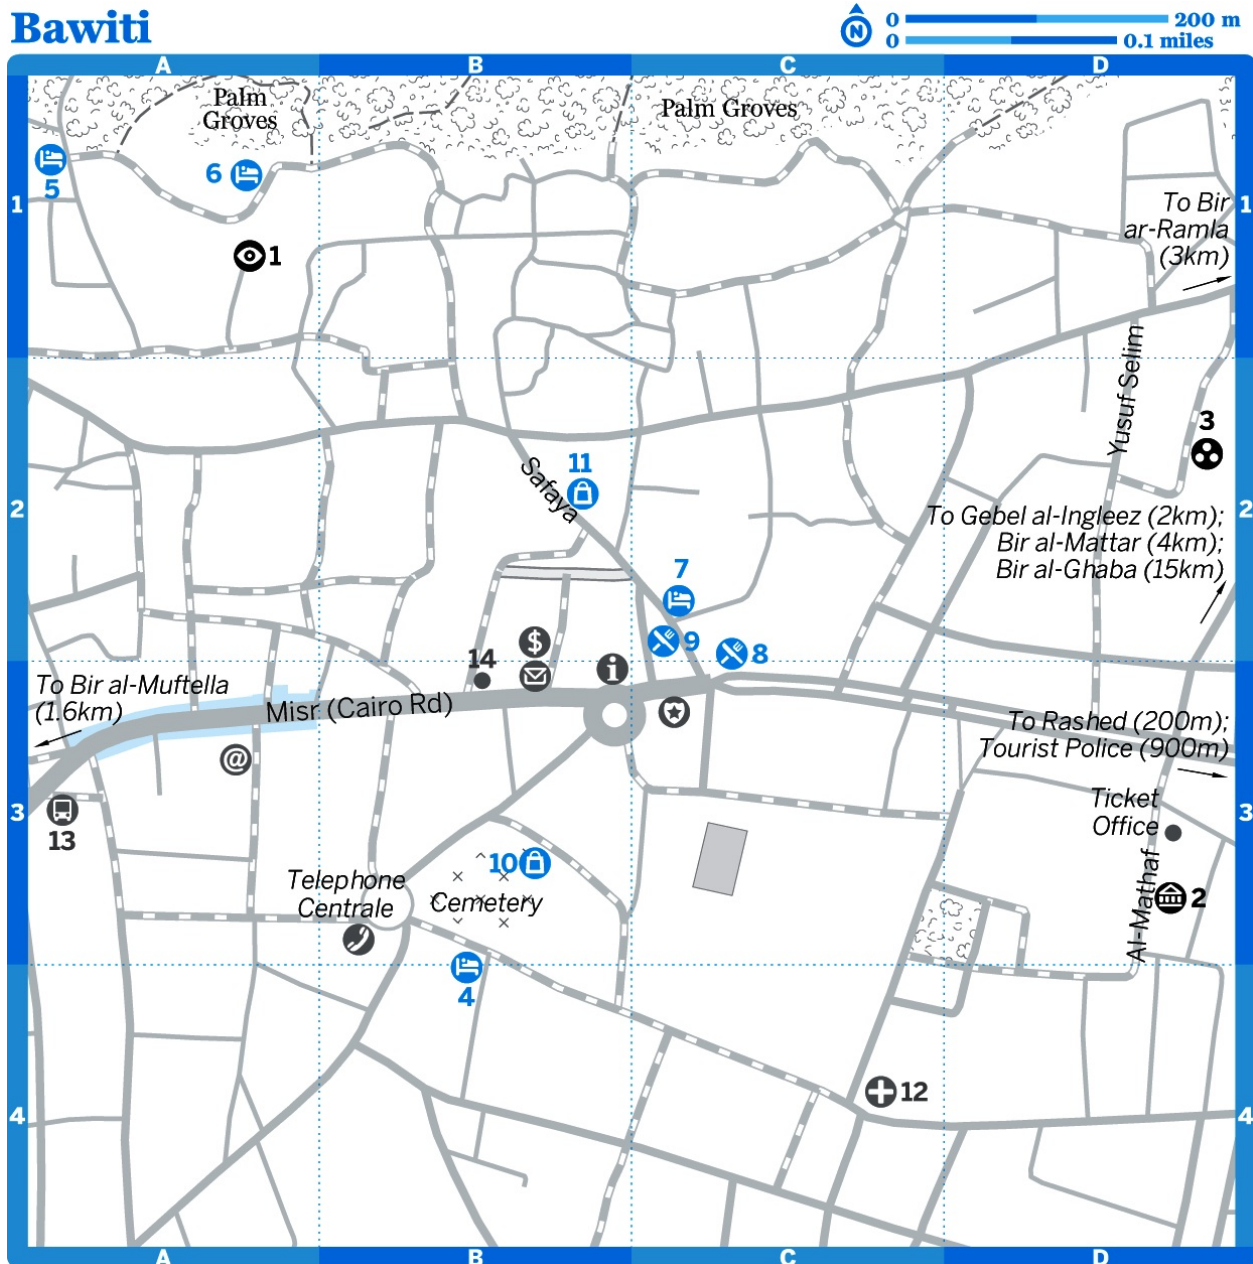 Bawiti
N
0 200 m
0 0.1 miles
A B C D
Palm
Groves
Palm Groves
5
6
1 1
To Bir
ar-Ramla
(3km)
1
Yusuf Selim
3
11
Safaya
2 2
To Gebel al-Ingleez (2km);
Bir al-Mattar (4km);
Bir al-Ghaba (15km)
7
$
9
8
14
i
To Bir al-Muftella
(1.6km)
Misr (Cairo Rd)
To Rashed (200m);
Tourist Police (900m)
@
Ticket
Office
3 3
13
10
Telephone
Centrale
Cemetery
Al-Mathaf
2
4
12
4 4
A B C D